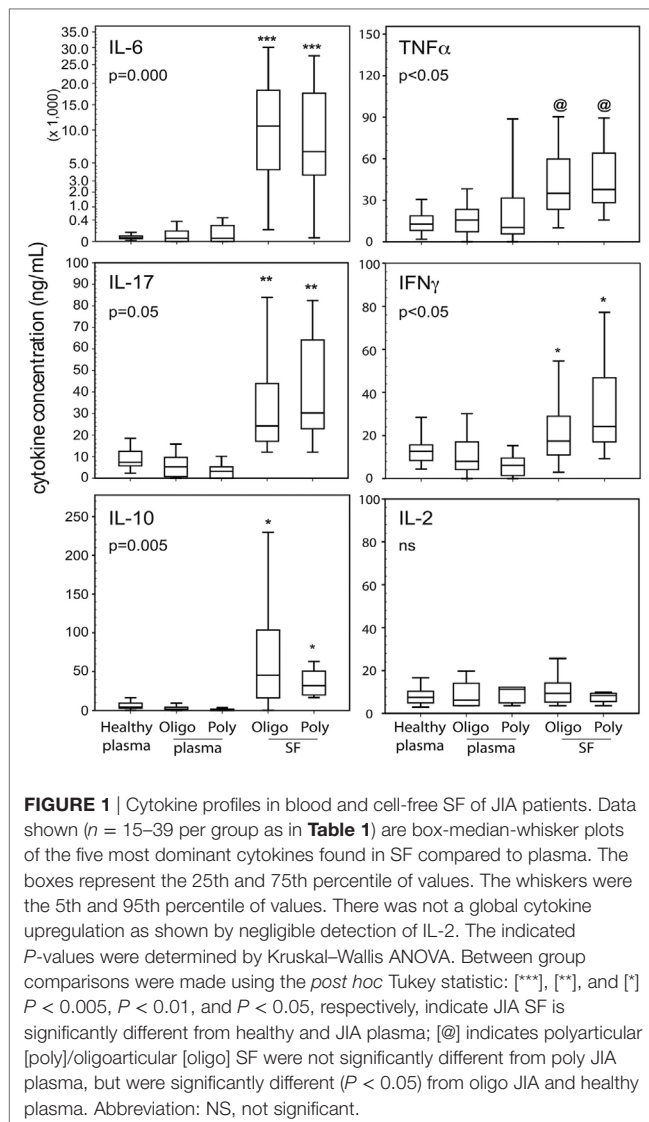 cytokine concentration (ng/mL)
(x 1,000)
IL-6
p=0.000
35.0
30.0
25.0
20.0
15.0
10.0
5.0
3.0
2.0
1.0
0.4
0
***
***
TNFα
p<0.05
150
120
90
60
30
0
@
@
IL-17
p=0.05
100
90
80
70
60
50
40
30
20
10
0
**
**
IFNγ
p<0.05
100
80
60
40
20
0
*
*
IL-10
p=0.005
250
200
150
100
50
0
*
*
IL-2
ns
100
80
60
40
20
0
Healthy Oligo Poly Oligo Poly
plasma plasma SF
Healthy Oligo Poly Oligo Poly
plasma plasma SF
FIGURE 1 | Cytokine profiles in blood and cell-free SF of JIA patients. Data
shown (n = 15–39 per group as in Table 1) are box-median-whisker plots
of the five most dominant cytokines found in SF compared to plasma. The
boxes represent the 25th and 75th percentile of values. The whiskers were
the 5th and 95th percentile of values. There was not a global cytokine
upregulation as shown by negligible detection of IL-2. The indicated
P-values were determined by Kruskal–Wallis ANOVA. Between group
comparisons were made using the post hoc Tukey statistic: [***], [**], and [*]
P < 0.005, P < 0.01, and P < 0.05, respectively, indicate JIA SF is
significantly different from healthy and JIA plasma; [@] indicates polyarticular
[poly]/oligoarticular [oligo] SF were not significantly different from poly JIA
plasma, but were significantly different (P < 0.05) from oligo JIA and healthy
plasma. Abbreviation: NS, not significant.